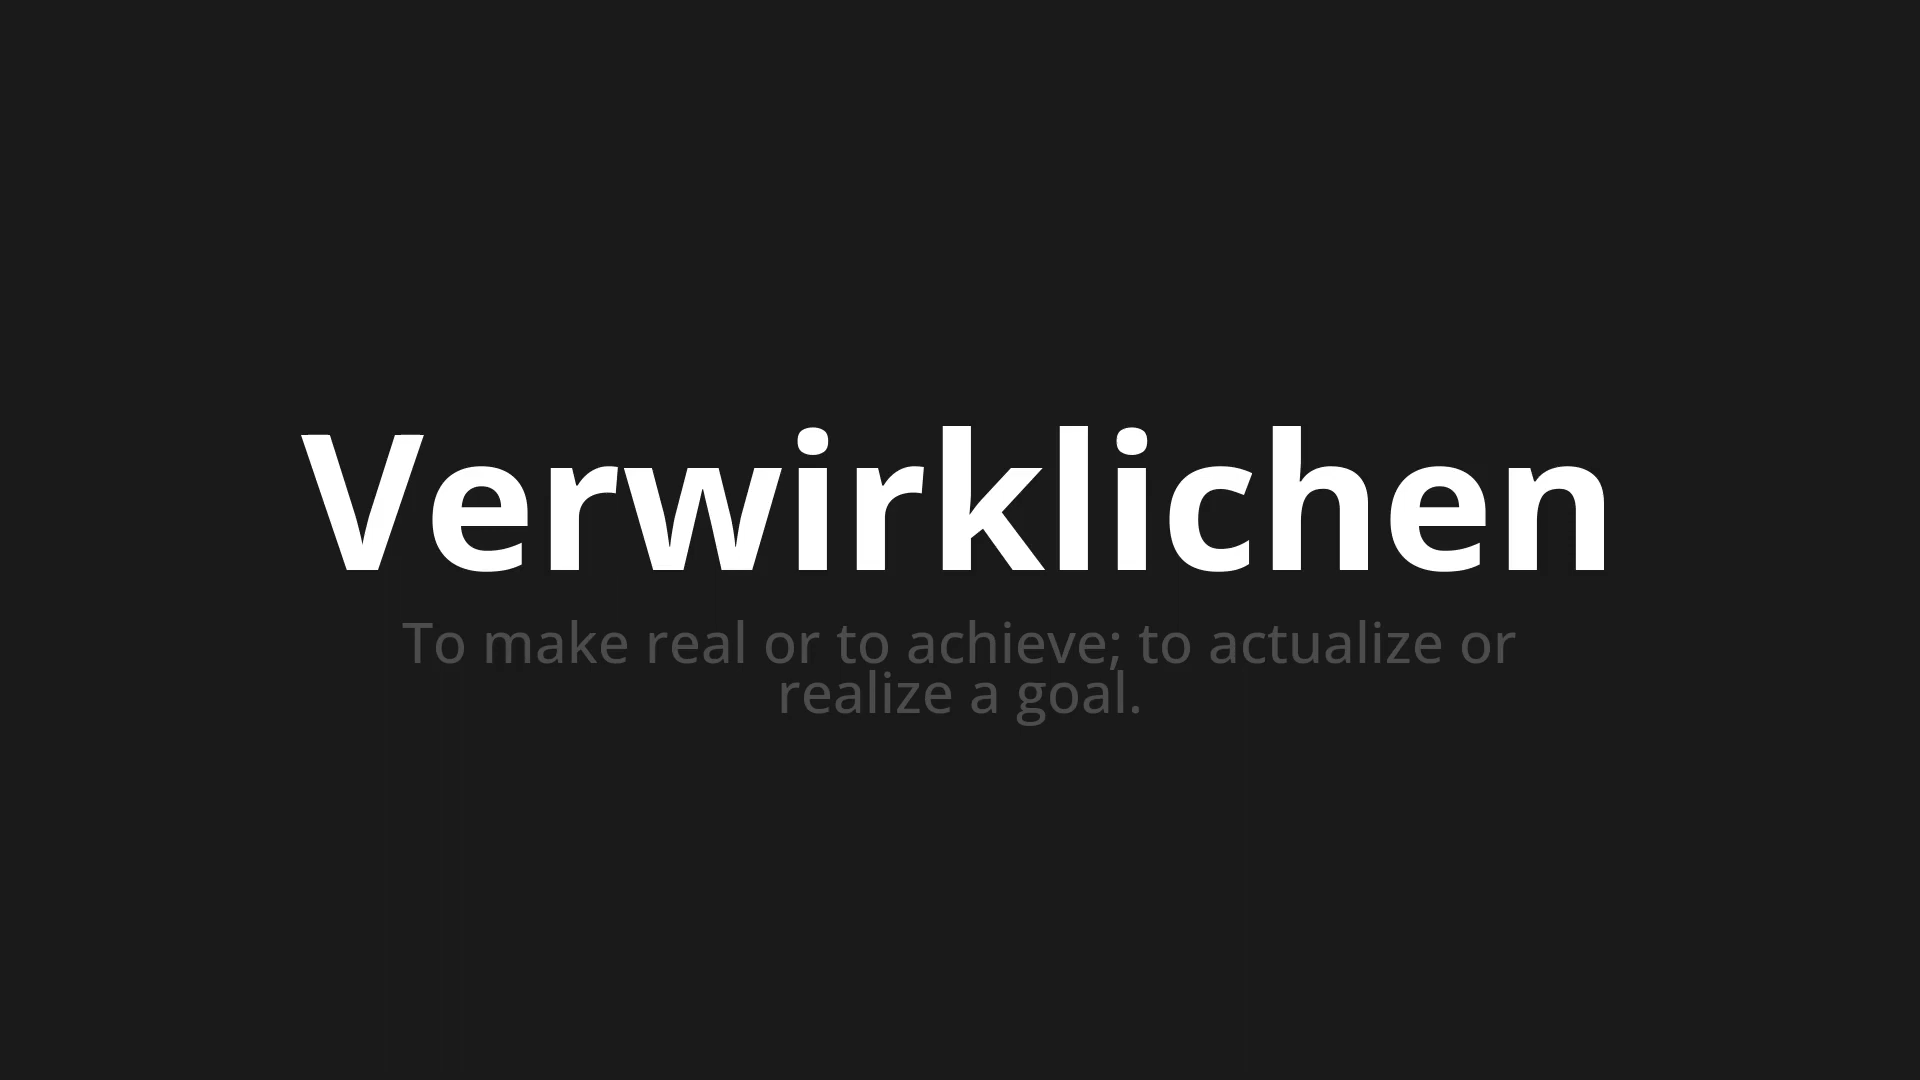 Verwirklichen
To make real or to achieve; to actualize or
realize a goal.